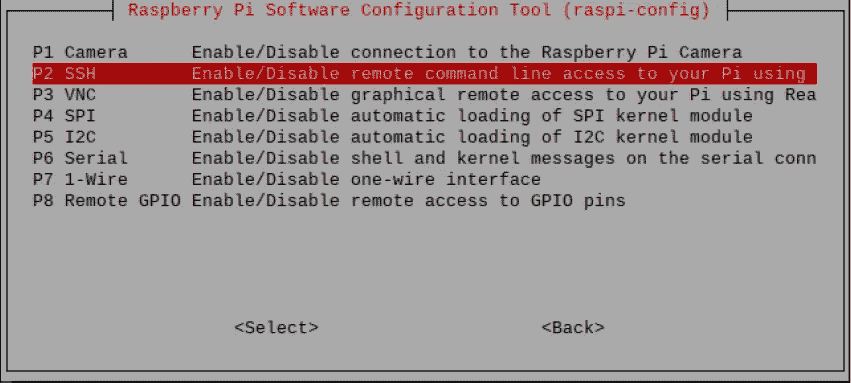 Raspberry Pi Software Configuration Tool (raspi-config)
P1 Camera Enable/Disable connection to the Raspberry Pi Camera
P2 SSH Enable/Disable remote command line access to your Pi using
P3 VNC Enable/Disable graphical remote access to your Pi using Rea
P4 SPI Enable/Disable automatic loading of SPI kernel module
P5 I2C Enable/Disable automatic loading of I2C kernel module
P6 Serial Enable/Disable shell and kernel messages on the serial conn
P7 1-Wire Enable/Disable one-wire interface
P8 Remote GPIO Enable/Disable remote access to GPIO pins
<Select> <Back>